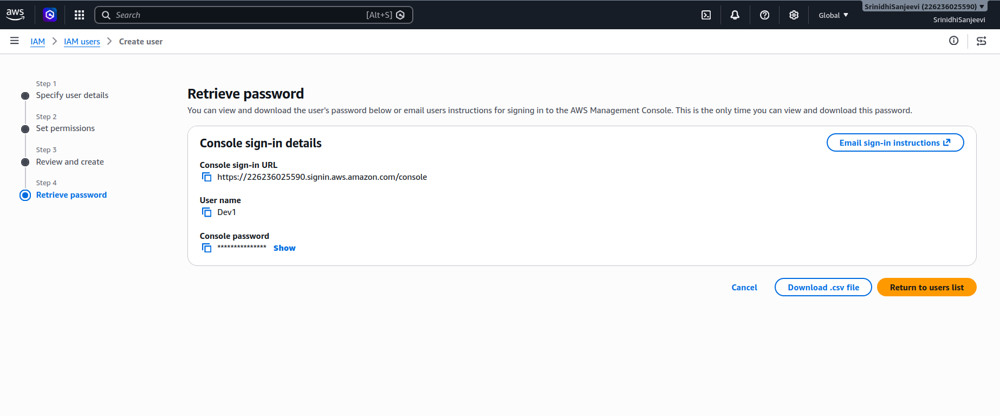 aws
Search [Alt+S]
Global
SrinidhiSanjeevi (226236025590)
SrinidhiSanjeevi
IAM
IAM users
Create user
Step 1
Specify user details
Step 2
Set permissions
Step 3
Review and create
Step 4
Retrieve password
Retrieve password
You can view and download the user's password below or email users instructions for signing in to the AWS Management Console. This is the only time you can view and download this password.
Console sign-in details
Email sign-in instructions
Console sign-in URL
https://226236025590.signin.aws.amazon.com/console
User name
Dev1
Console password
*************** Show
Cancel
Download .csv file
Return to users list